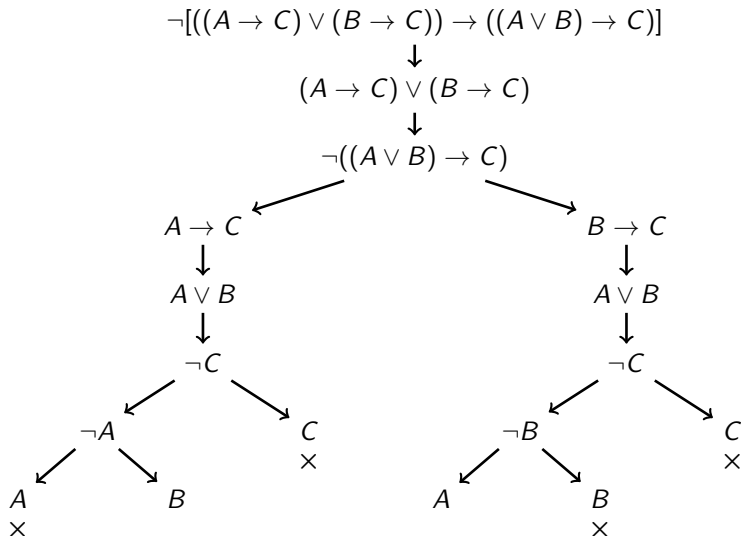 ¬[((A → C) ∨ (B → C)) → ((A ∨ B) → C)]
(A → C) ∨ (B → C)
¬((A ∨ B) → C)
A → C B → C
A ∨ B A ∨ B
¬C ¬C
¬A C ¬B C
× ×
A B A B
× ×